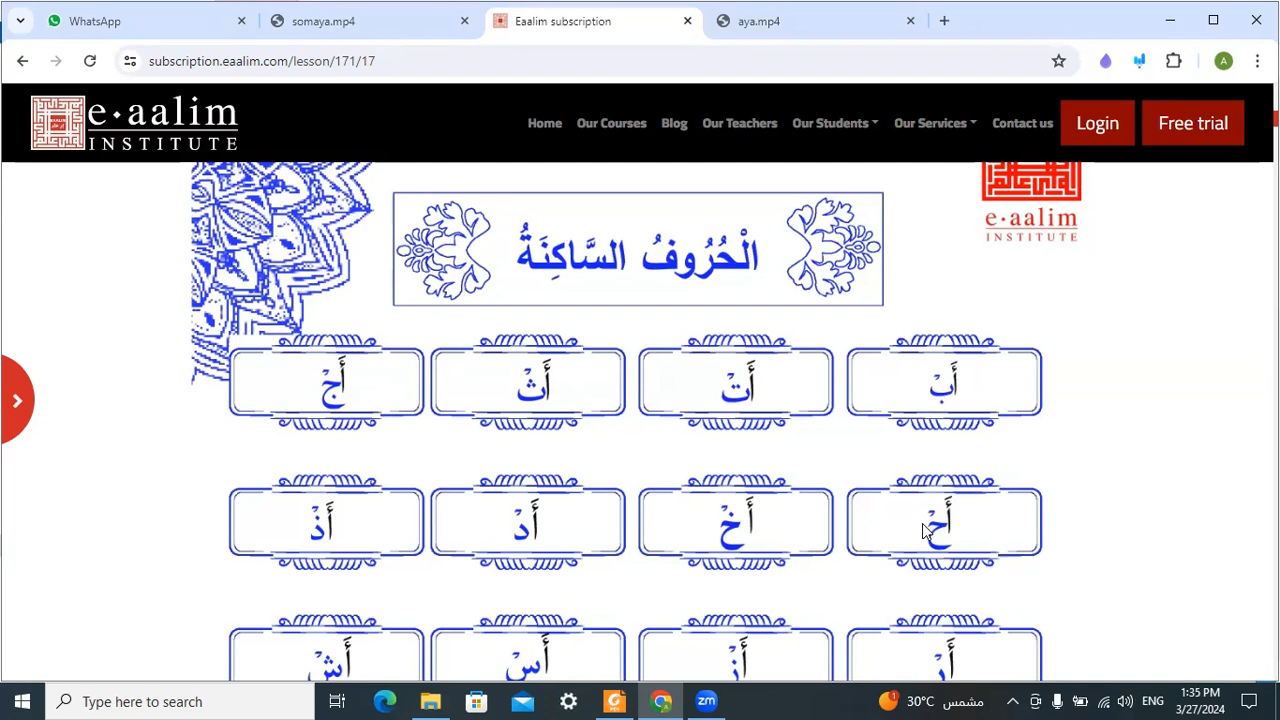 WhatsApp
somaya.mp4
Eaalim subscription
aya.mp4
subscription.eaalim.com/lesson/171/17
A
e·aalim
INSTITUTE
Home
Our Courses
Blog
Our Teachers
Our Students
Our Services
Contact us
Login
Free trial
e·aalim
INSTITUTE
الْحُرُوفُ السَّاكِنَةُ
أَبْ
أَتْ
أَثْ
أَجْ
أَحْ
أَخْ
أَدْ
أَذْ
أَرْ
أَزْ
أَسْ
أَشْ
Type here to search
zm
1
30°C مشمس
ENG
1:35 PM
3/27/2024